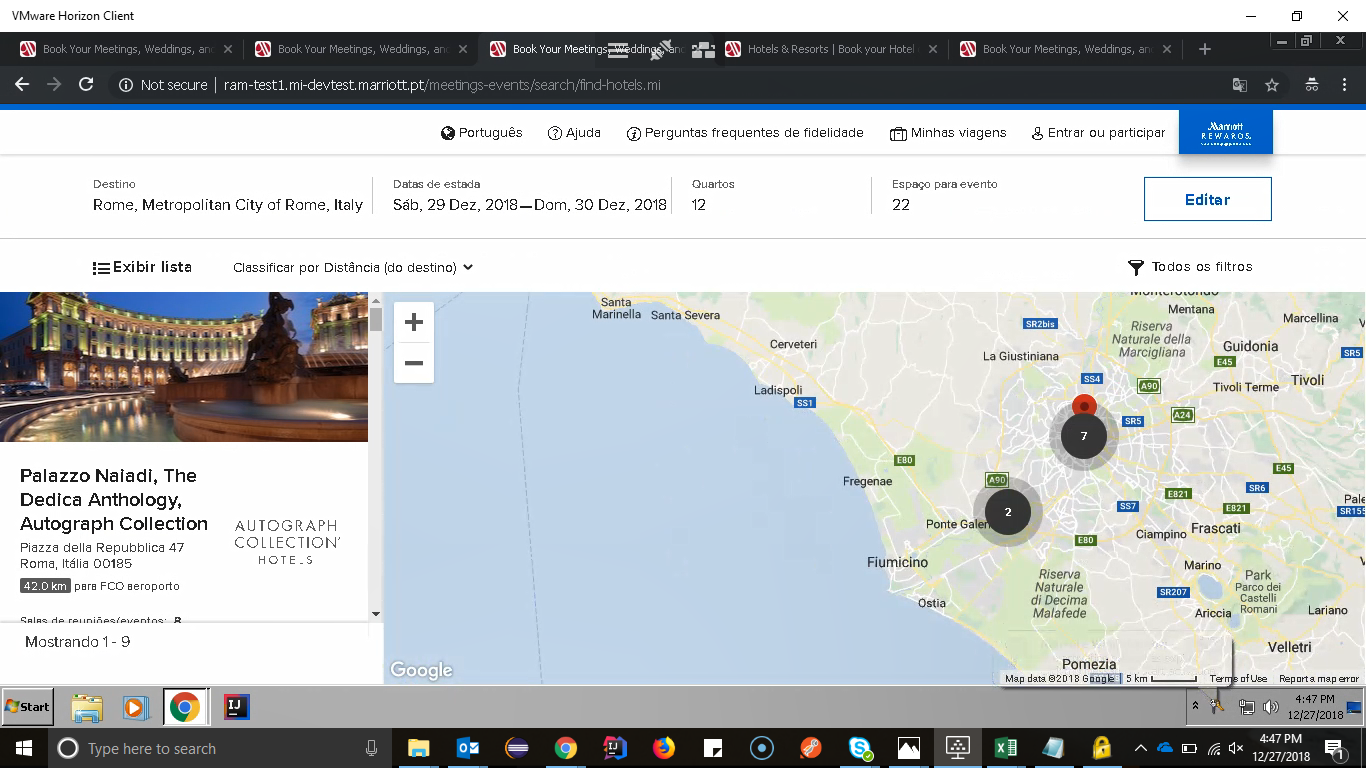 VMware Horizon Client
Book Your Meetings, Weddings, an
Book Your Meetings, Weddings, an
Book Your Meetings, Weddings, an
Hotels & Resorts | Book your Hotel
Book Your Meetings, Weddings, an
Not secure | ram-test1.mi-devtest.marriott.pt/meetings-events/search/find-hotels.mi
Português
Ajuda
Perguntas frequentes de fidelidade
Minhas viagens
Entrar ou participar
Marriott
REWARDS.
Destino
Rome, Metropolitan City of Rome, Italy
Datas de estada
Sáb, 29 Dez, 2018—Dom, 30 Dez, 2018
Quartos
12
Espaço para evento
22
Editar
Exibir lista
Classificar por Distância (do destino)
Todos os filtros
Palazzo Naiadi, The
Dedica Anthology,
Autograph Collection
AUTOGRAPH
COLLECTION'
HOTELS
Piazza della Repubblica 47
Roma, Itália 00185
42.0 km para FCO aeroporto
Salas de reuniões/eventos: 8
Mostrando 1 - 9
+
−
Santa
Marinella
Santa Severa
Cerveteri
Ladispoli
SS1
Fregenae
E80
Fiumicino
Ostia
Ponte Galer
A90
2
7
La Giustiniana
SR2bis
Monterotondo
Mentana
Riserva
Naturale della
Marcigliana
Marcellina
Guidonia
E45
SR5
Tivoli Terme
Tivoli
SS4
A90
SR5
A24
E45
SR6
E821
E821
SS7
Pale
SR155
Ciampino
Frascati
E80
Marino
Riserva
Naturale
di Decima
Malafede
SR207
Park
Parco dei
Castelli
Romani
Ariccia
Lariano
Velletri
Pomezia
Google
Map data ©2018 Google
5 km
Terms of Use
Report a map error
Start
4:47 PM
12/27/2018
Type here to search
4:47 PM
12/27/2018
1